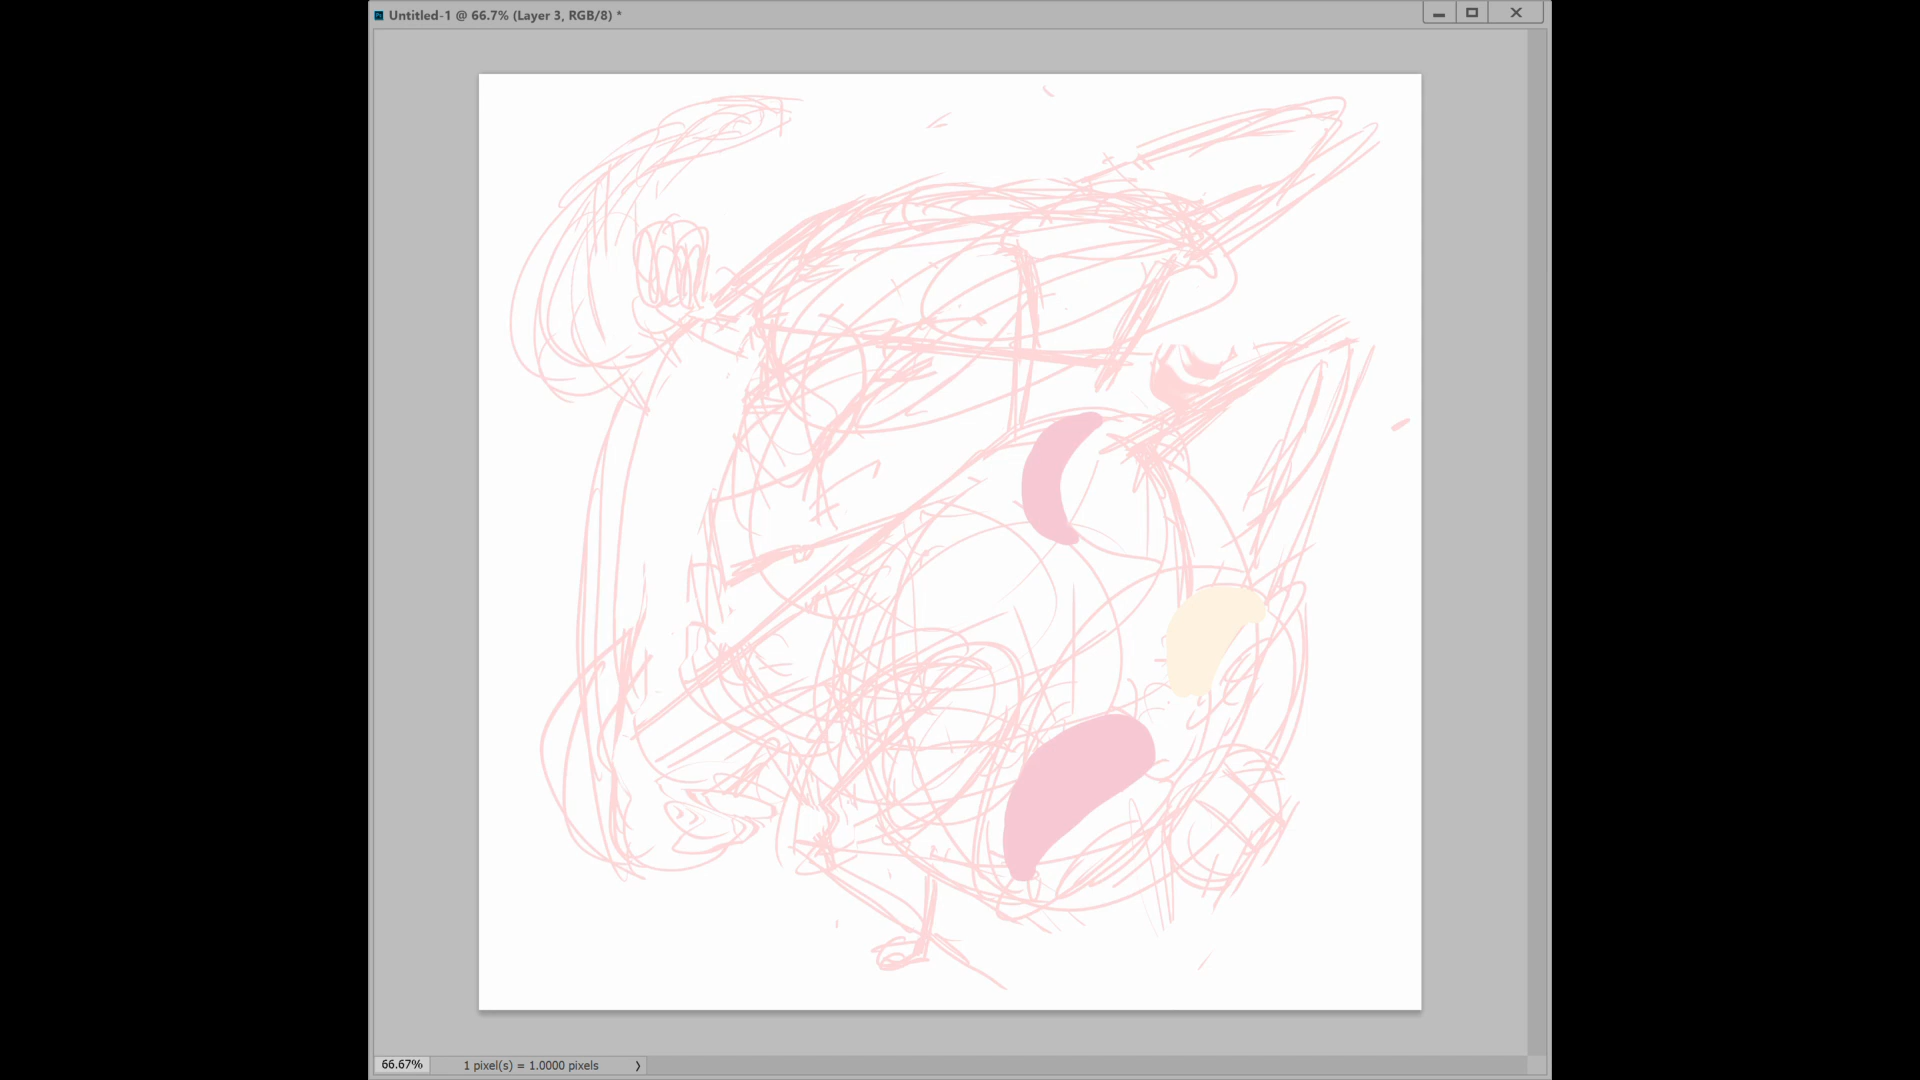 Untitled-1 @ 66.7% (Layer 3, RGB/8) *
66.67%
1 pixel(s) = 1.0000 pixels